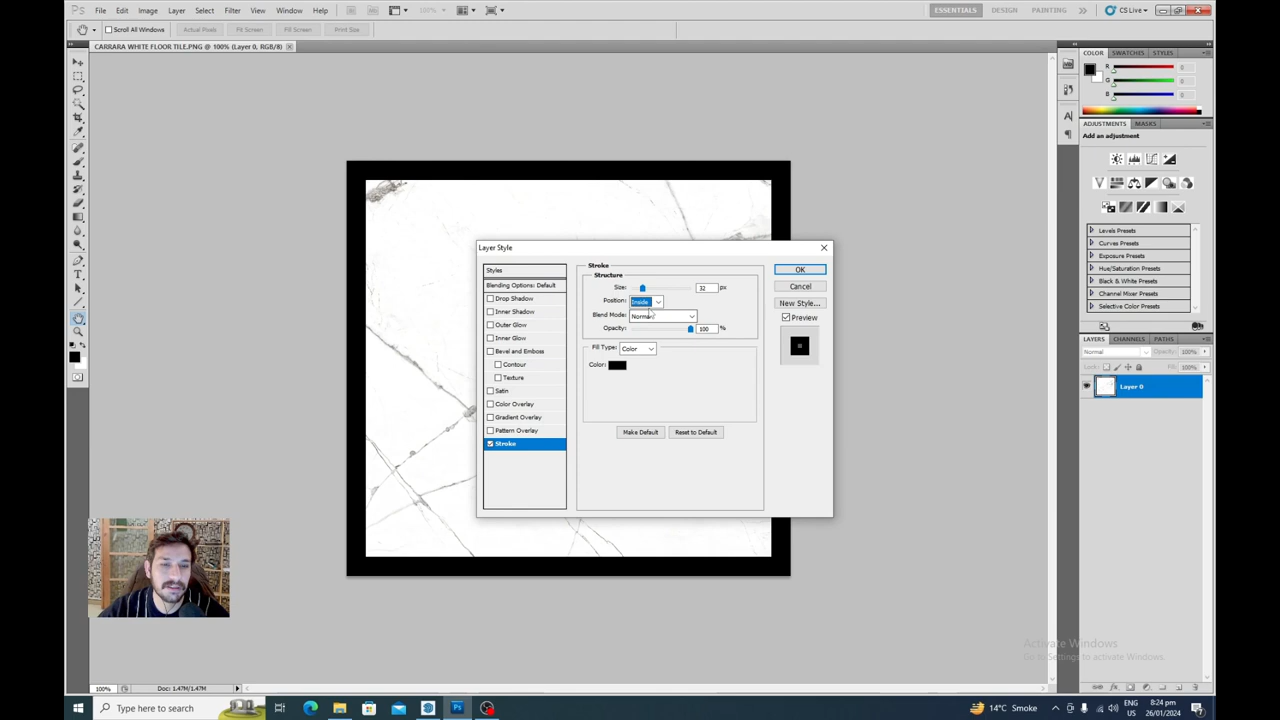 Ps File Edit Image Layer Select Filter View Window Help 100% ESSENTIALS DESIGN PAINTING CS Live
Scroll All Windows Actual Pixels Fit Screen Fill Screen Print Size
CARRARA WHITE FLOOR TILE.PNG @ 100% (Layer 0, RGB/8)
COLOR SWATCHES STYLES
R 0
G 0
B 0
ADJUSTMENTS MASKS
Add an adjustment
Levels Presets
Curves Presets
Exposure Presets
Hue/Saturation Presets
Black & White Presets
Channel Mixer Presets
Selective Color Presets
LAYERS CHANNELS PATHS
Normal Opacity: 100%
Lock: Fill: 100%
Layer 0
Layer Style
Styles
Blending Options: Default
Drop Shadow
Inner Shadow
Outer Glow
Inner Glow
Bevel and Emboss
Contour
Texture
Satin
Color Overlay
Gradient Overlay
Pattern Overlay
Stroke
Stroke
Structure
Size: 32 px
Position: Inside
Blend Mode: Normal
Opacity: 100 %
Fill Type: Color
Color:
Make Default Reset to Default
OK
Cancel
New Style...
Preview
Activate Windows
Go to Settings to activate Windows.
100% Doc: 1.47M/1.47M
Type here to search
14°C Smoke
ENG
US
8:24 pm
26/01/2024